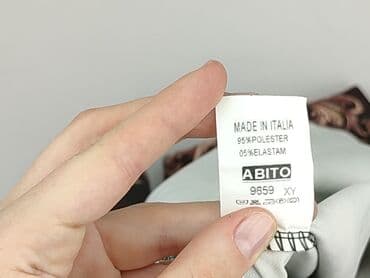 MADE IN ITALIA
95%POLESTER
05%ELASTAM
ABITO
9659 XY